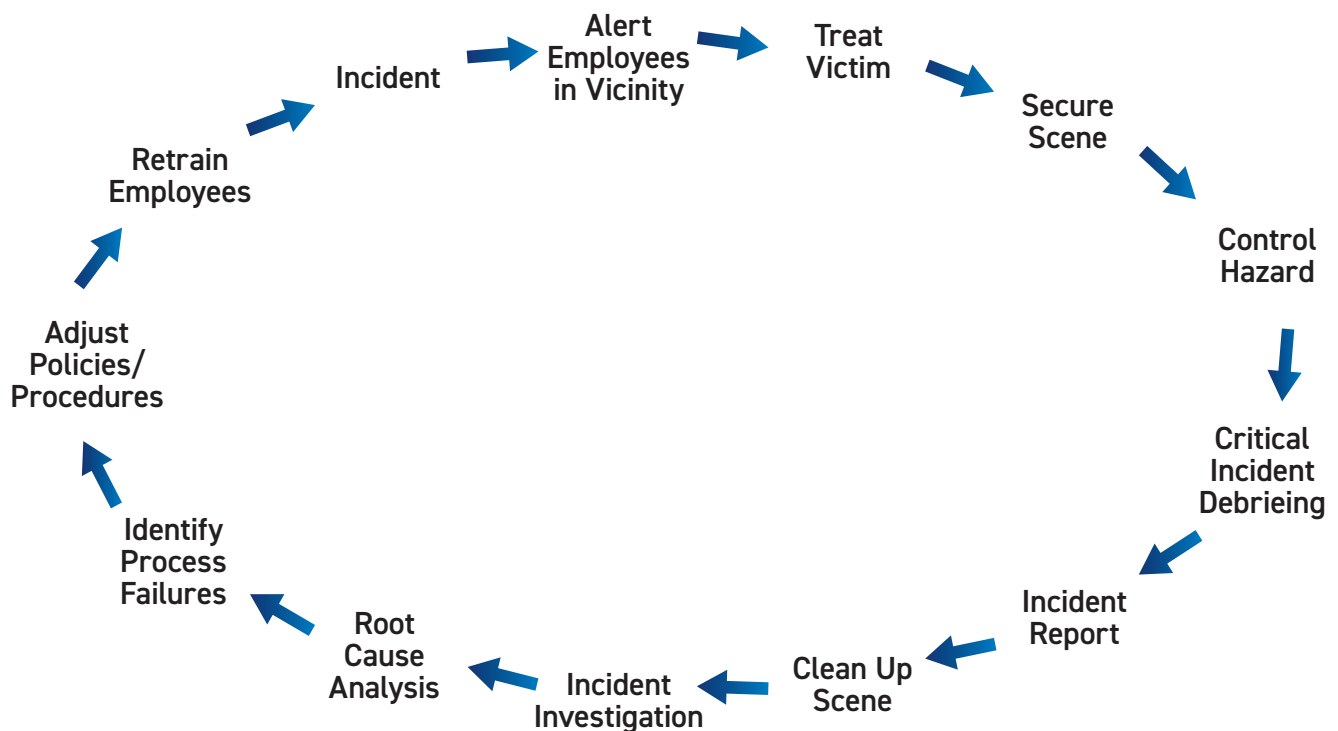 Incident
Alert
Employees
in Vicinity
Treat
Victim
Secure
Scene
Control
Hazard
Critical
Incident
Debrieing
Incident
Report
Clean Up
Scene
Incident
Investigation
Root
Cause
Analysis
Identify
Process
Failures
Adjust
Policies/
Procedures
Retrain
Employees